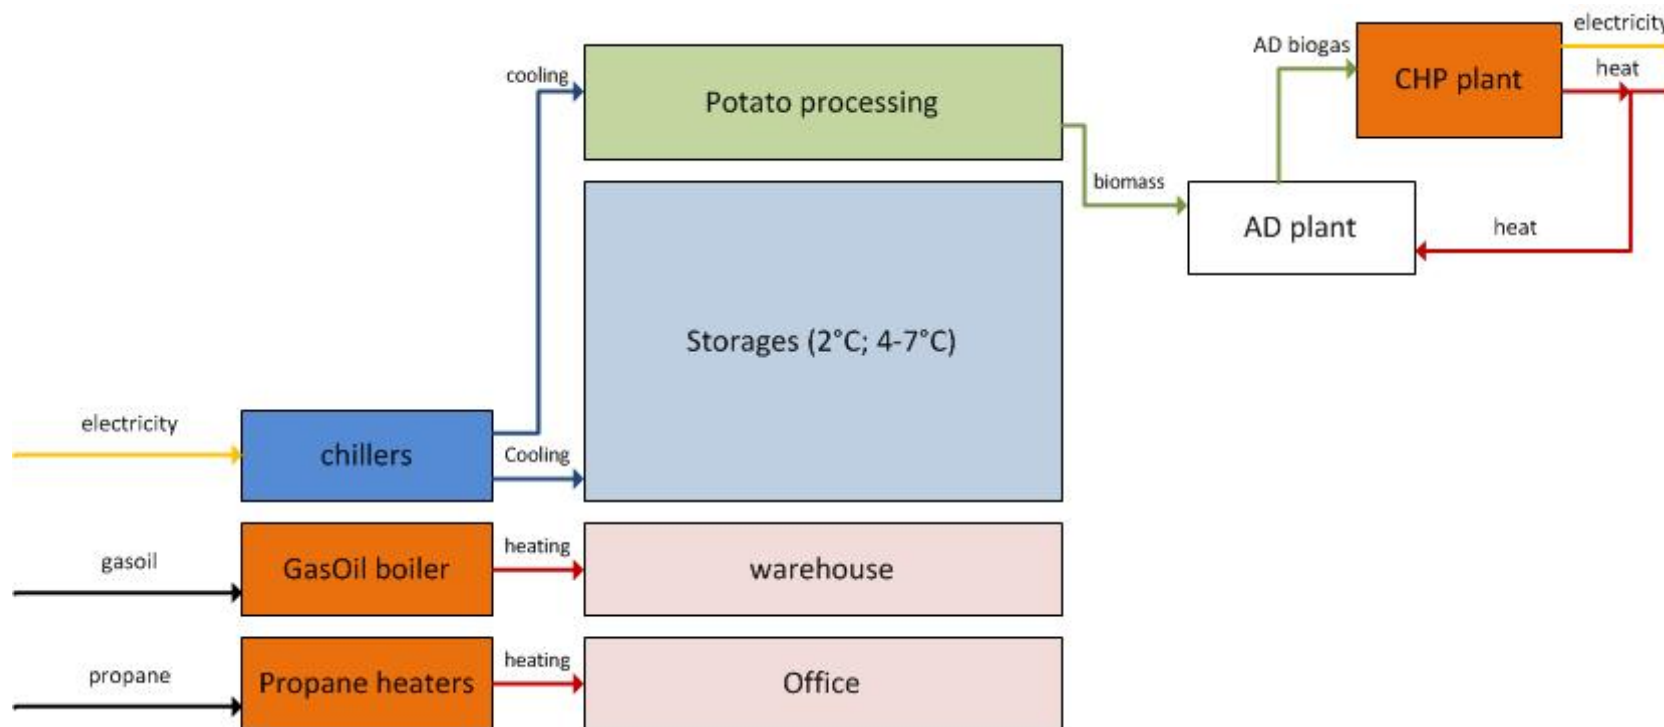 electricity
AD biogas
CHP plant
heat
cooling
Potato processing
biomass
AD plant
heat
Storages (2°C; 4-7°C)
electricity
chillers
Cooling
gasoil
GasOil boiler
heating
warehouse
propane
Propane heaters
heating
Office